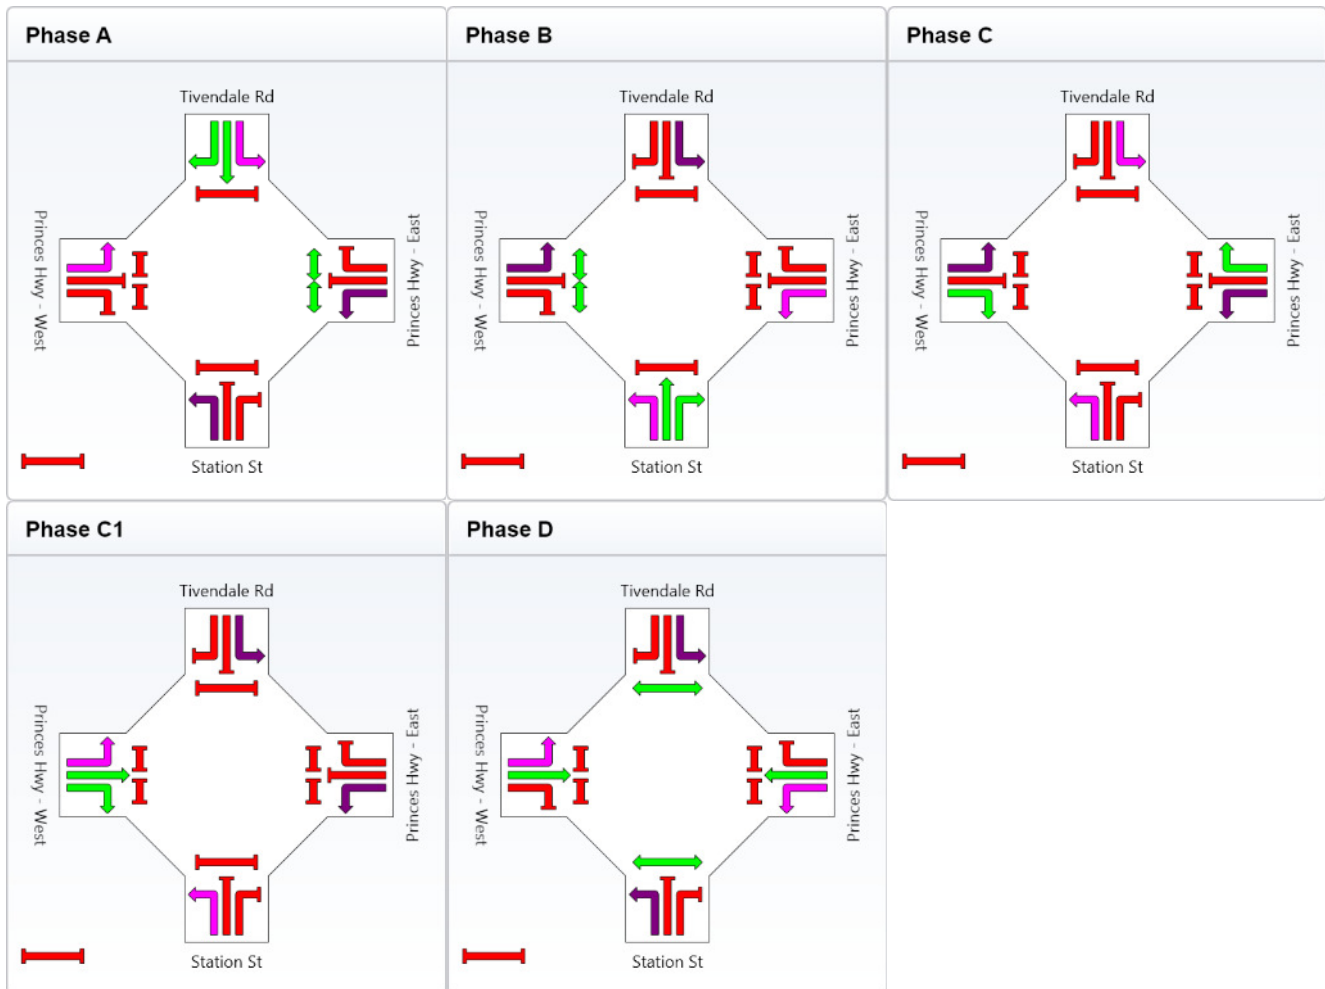 Phase A
Tivendale Rd
Princes Hwy - West
Princes Hwy - East
Station St
Phase B
Tivendale Rd
Princes Hwy - West
Princes Hwy - East
Station St
Phase C
Tivendale Rd
Princes Hwy - West
Princes Hwy - East
Station St
Phase C1
Tivendale Rd
Princes Hwy - West
Princes Hwy - East
Station St
Phase D
Tivendale Rd
Princes Hwy - West
Princes Hwy - East
Station St